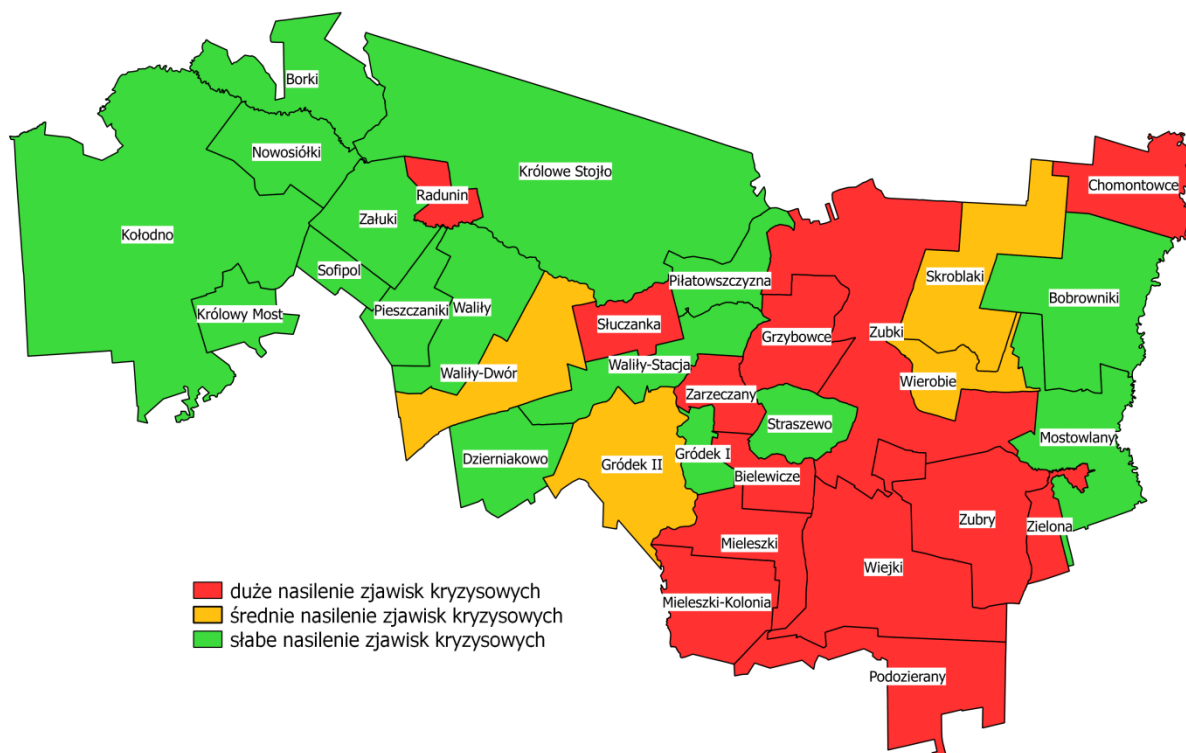 Borki
Nowosiółki
Królowe Stojło
Chomontowce
Radunin
Załuki
Kołodno
Sofipol
Skroblaki
Piłatowszczyzna
Bobrowniki
Pieszczaniki
Waliły
Królowy Most
Słuczanka
Zubki
Grzybowce
Waliły-Stacja
Waliły-Dwór
Wierobie
Zarzeczany
Straszewo
Mostowlany
Gródek I
Dzierniakowo
Gródek II
Bielewicze
Zubry
Zielona
Mieleszki
Wiejki
Mieleszki-Kolonia
Podozierany
duże nasilenie zjawisk kryzysowych
średnie nasilenie zjawisk kryzysowych
słabe nasilenie zjawisk kryzysowych